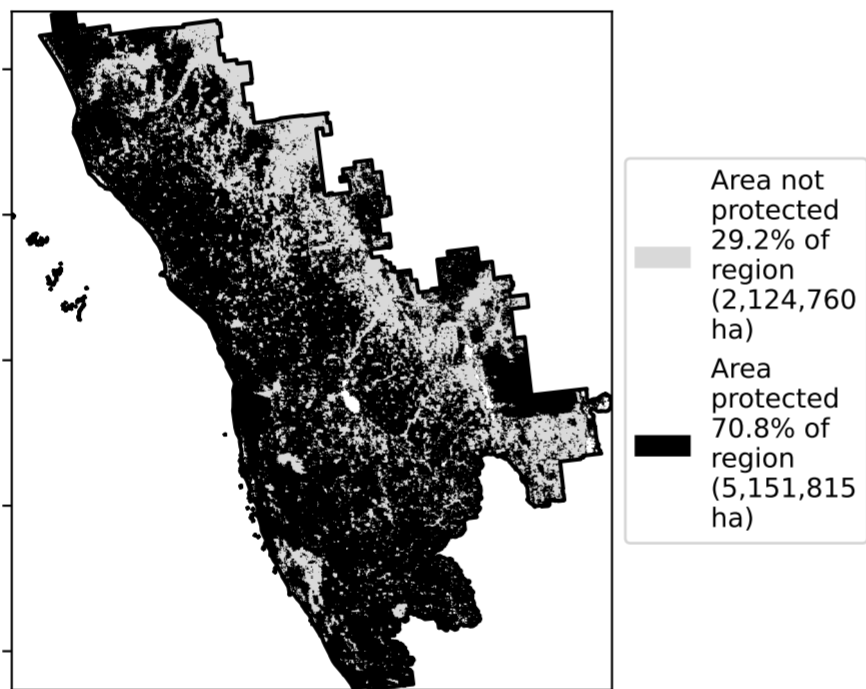 Area not
protected
29.2% of
region
(2,124,760
ha)
Area
protected
70.8% of
region
(5,151,815
ha)